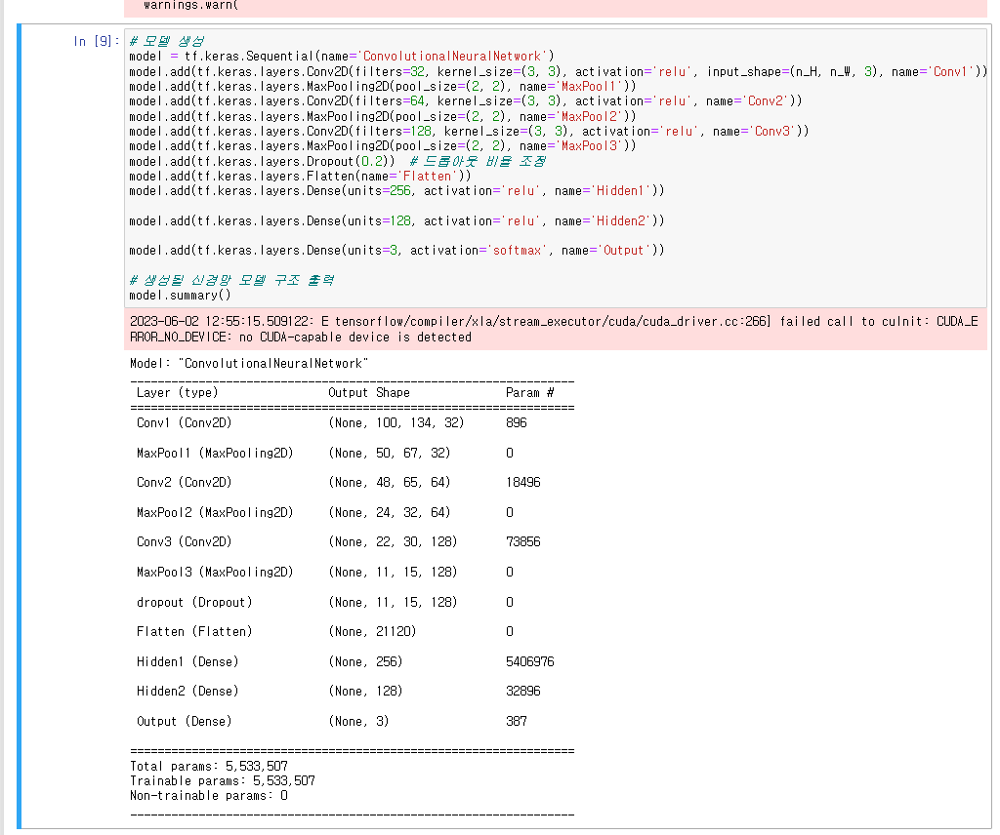 warnings.warn(
In [9]:
# 모델 생성
model = tf.keras.Sequential(name='ConvolutionalNeuralNetwork')
model.add(tf.keras.layers.Conv2D(filters=32, kernel_size=(3, 3), activation='relu', input_shape=(n_H, n_W, 3), name='Conv1'))
model.add(tf.keras.layers.MaxPooling2D(pool_size=(2, 2), name='MaxPool1'))
model.add(tf.keras.layers.Conv2D(filters=64, kernel_size=(3, 3), activation='relu', name='Conv2'))
model.add(tf.keras.layers.MaxPooling2D(pool_size=(2, 2), name='MaxPool2'))
model.add(tf.keras.layers.Conv2D(filters=128, kernel_size=(3, 3), activation='relu', name='Conv3'))
model.add(tf.keras.layers.MaxPooling2D(pool_size=(2, 2), name='MaxPool3'))
model.add(tf.keras.layers.Dropout(0.2))  # 드롭아웃 비율 조정
model.add(tf.keras.layers.Flatten(name='Flatten'))
model.add(tf.keras.layers.Dense(units=256, activation='relu', name='Hidden1'))
model.add(tf.keras.layers.Dense(units=128, activation='relu', name='Hidden2'))
model.add(tf.keras.layers.Dense(units=3, activation='softmax', name='Output'))
# 생성된 신경망 모델 구조 출력
model.summary()
2023-06-02 12:55:15.509122: E tensorflow/compiler/xla/stream_executor/cuda/cuda_driver.cc:266] failed call to cuInit: CUDA_E
RROR_NO_DEVICE: no CUDA-capable device is detected
Model: "ConvolutionalNeuralNetwork"
_________________________________________________________________
Layer (type) Output Shape Param #
=================================================================
Conv1 (Conv2D) (None, 100, 134, 32) 896
MaxPool1 (MaxPooling2D) (None, 50, 67, 32) 0
Conv2 (Conv2D) (None, 48, 65, 64) 18496
MaxPool2 (MaxPooling2D) (None, 24, 32, 64) 0
Conv3 (Conv2D) (None, 22, 30, 128) 73856
MaxPool3 (MaxPooling2D) (None, 11, 15, 128) 0
dropout (Dropout) (None, 11, 15, 128) 0
Flatten (Flatten) (None, 21120) 0
Hidden1 (Dense) (None, 256) 5406976
Hidden2 (Dense) (None, 128) 32896
Output (Dense) (None, 3) 387
=================================================================
Total params: 5,533,507
Trainable params: 5,533,507
Non-trainable params: 0
_________________________________________________________________